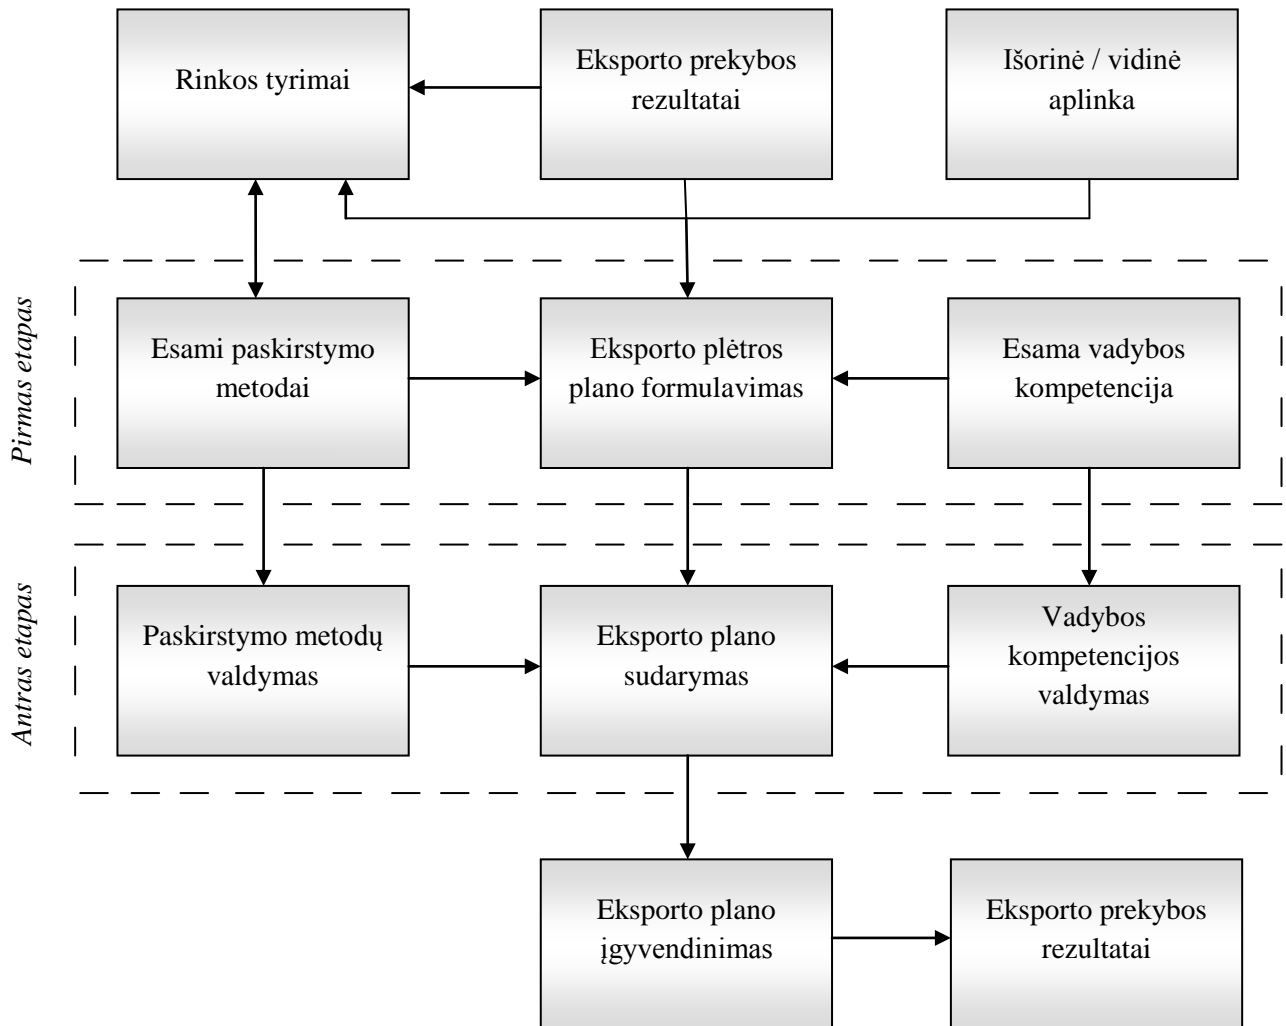 Rinkos tyrimai
Eksporto prekybos
rezultatai
Išorinė / vidinė
aplinka
Pirmas etapas
Esami paskirstymo
metodai
Eksporto plėtros
plano formulavimas
Esama vadybos
kompetencija
Antras etapas
Paskirstymo metodų
valdymas
Eksporto plano
sudarymas
Vadybos
kompetencijos
valdymas
Eksporto plano
įgyvendinimas
Eksporto prekybos
rezultatai